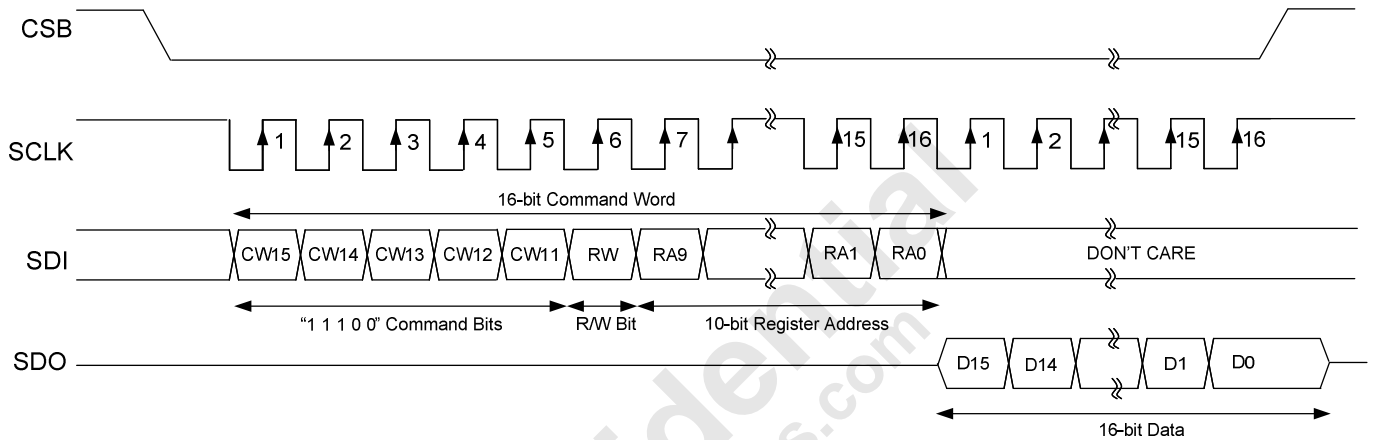 CSB
SCLK
1 2 3 4 5 6 7 15 16 1 2 15 16
16-bit Command Word
SDI
CW15 CW14 CW13 CW12 CW11 RW RA9 RA1 RA0 DON'T CARE
"1 1 1 0 0" Command Bits R/W Bit 10-bit Register Address
SDO
D15 D14 D1 D0
16-bit Data